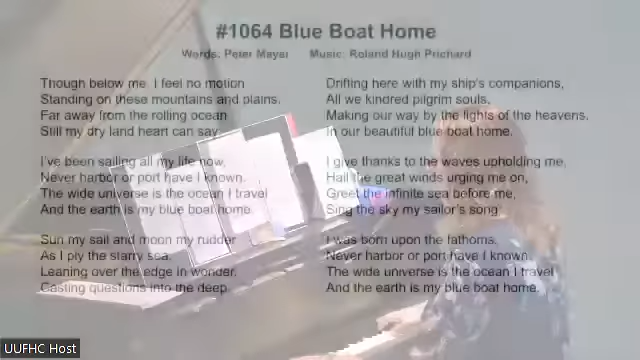 #1064 Blue Boat Home
Words: Peter Mayer Music: Roland Hugh Prichard
Though below me, I feel no motion
Standing on these mountains and plains.
Far away from the rolling ocean
Still my dry land heart can say:
I've been sailing all my life now,
Never harbor or port have I known.
The wide universe is the ocean I travel
And the earth is my blue boat home.
Sun my sail and moon my rudder
As I ply the starry sea.
Leaning over the edge in wonder.
Casting questions into the deep.
Drifting here with my ship's companions,
All we kindred pilgrim souls.
Making our way by the lights of the heavens,
In our beautiful blue boat home.
I give thanks to the waves upholding me,
Hail the great winds urging me on,
Greet the infinite sea before me,
Sing the sky my sailor's song:
I was born upon the fathoms.
Never harbor or port have I known.
The wide universe is the ocean I travel
And the earth is my blue boat home.
UUFHC Host